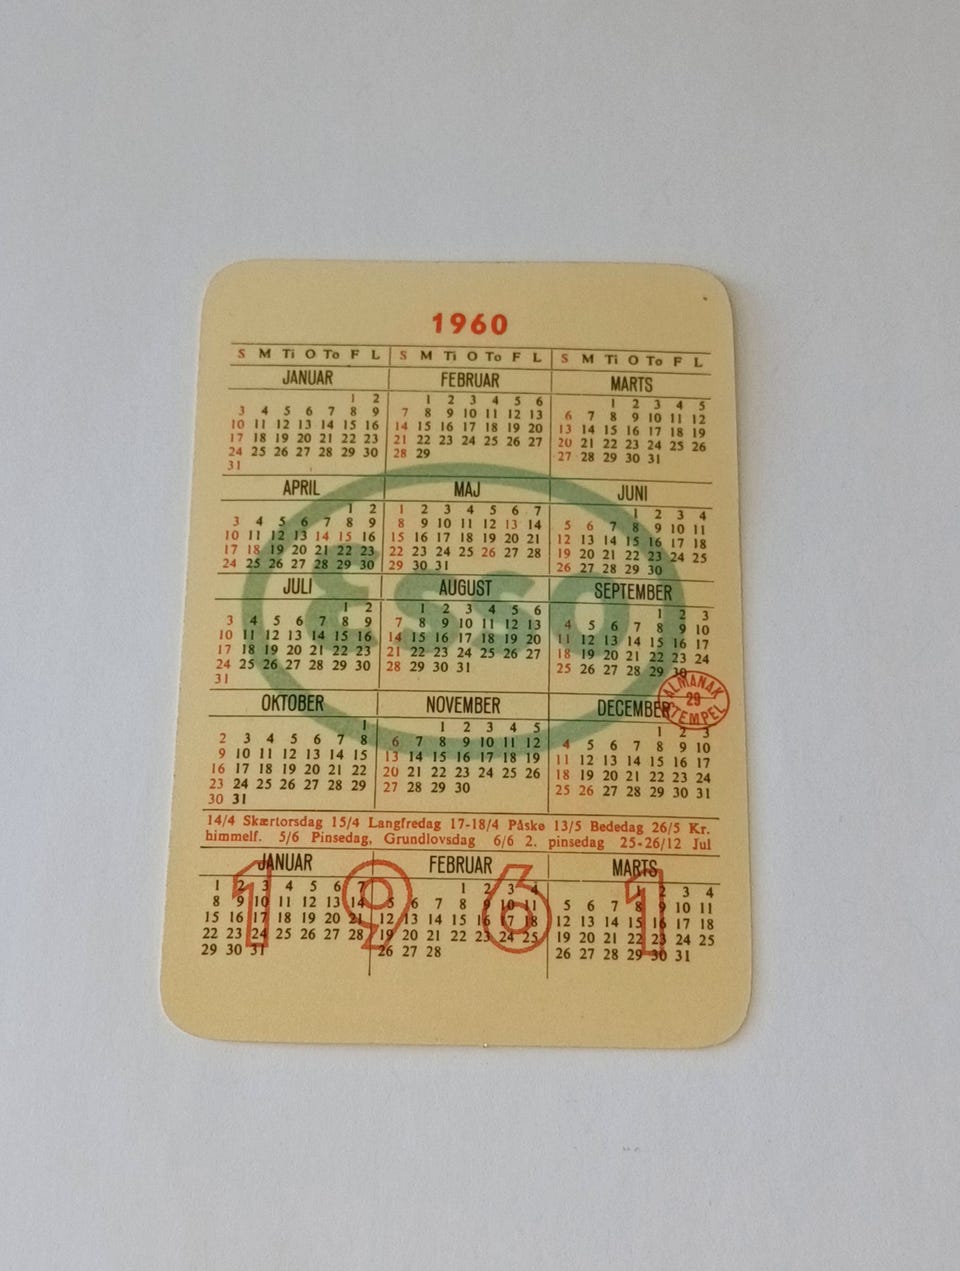 1960
S M Ti O To F L S M Ti O To F L S M Ti O To F L
JANUAR FEBRUAR MARTS
1 2 1 2 3 4 5 6 1 2 3 4 5
3 4 5 6 7 8 9 7 8 9 10 11 12 13 6 7 8 9 10 11 12
10 11 12 13 14 15 16 14 15 16 17 18 19 20 13 14 15 16 17 18 19
17 18 19 20 21 22 23 21 22 23 24 25 26 27 20 21 22 23 24 25 26
24 25 26 27 28 29 30 28 29 27 28 29 30 31
31
APRIL MAJ JUNI
1 2 1 2 3 4 5 6 7 1 2 3 4
3 4 5 6 7 8 9 8 9 10 11 12 13 14 5 6 7 8 9 10 11
10 11 12 13 14 15 16 15 16 17 18 19 20 21 12 13 14 15 16 17 18
17 18 19 20 21 22 23 22 23 24 25 26 27 28 19 20 21 22 23 24 25
24 25 26 27 28 29 30 29 30 31 26 27 28 29 30
Esso
JULI AUGUST SEPTEMBER
1 2 1 2 3 4 5 6 1 2 3
3 4 5 6 7 8 9 7 8 9 10 11 12 13 4 5 6 7 8 9 10
10 11 12 13 14 15 16 14 15 16 17 18 19 20 11 12 13 14 15 16 17
17 18 19 20 21 22 23 21 22 23 24 25 26 27 18 19 20 21 22 23 24
24 25 26 27 28 29 30 28 29 30 31 25 26 27 28 29 30
31
ALMANAK
29
STEMPEL
OKTOBER NOVEMBER DECEMBER
1 1 2 3 4 5 1 2 3
2 3 4 5 6 7 8 6 7 8 9 10 11 12 4 5 6 7 8 9 10
9 10 11 12 13 14 15 13 14 15 16 17 18 19 11 12 13 14 15 16 17
16 17 18 19 20 21 22 20 21 22 23 24 25 26 18 19 20 21 22 23 24
23 24 25 26 27 28 29 27 28 29 30 25 26 27 28 29 30 31
30 31
14/4 Skærtorsdag 15/4 Langfredag 17-18/4 Påske 13/5 Bededag 26/5 Kr.
himmelf. 5/6 Pinsedag, Grundlovsdag 6/6 2. pinsedag 25-26/12 Jul
JANUAR FEBRUAR MARTS
1961
1 2 3 4 5 6 7 1 2 3 4 1 2 3 4
8 9 10 11 12 13 14 5 6 7 8 9 10 11 5 6 7 8 9 10 11
15 16 17 18 19 20 21 12 13 14 15 16 17 18 12 13 14 15 16 17 18
22 23 24 25 26 27 28 19 20 21 22 23 24 25 19 20 21 22 23 24 25
29 30 31 26 27 28 26 27 28 29 30 31